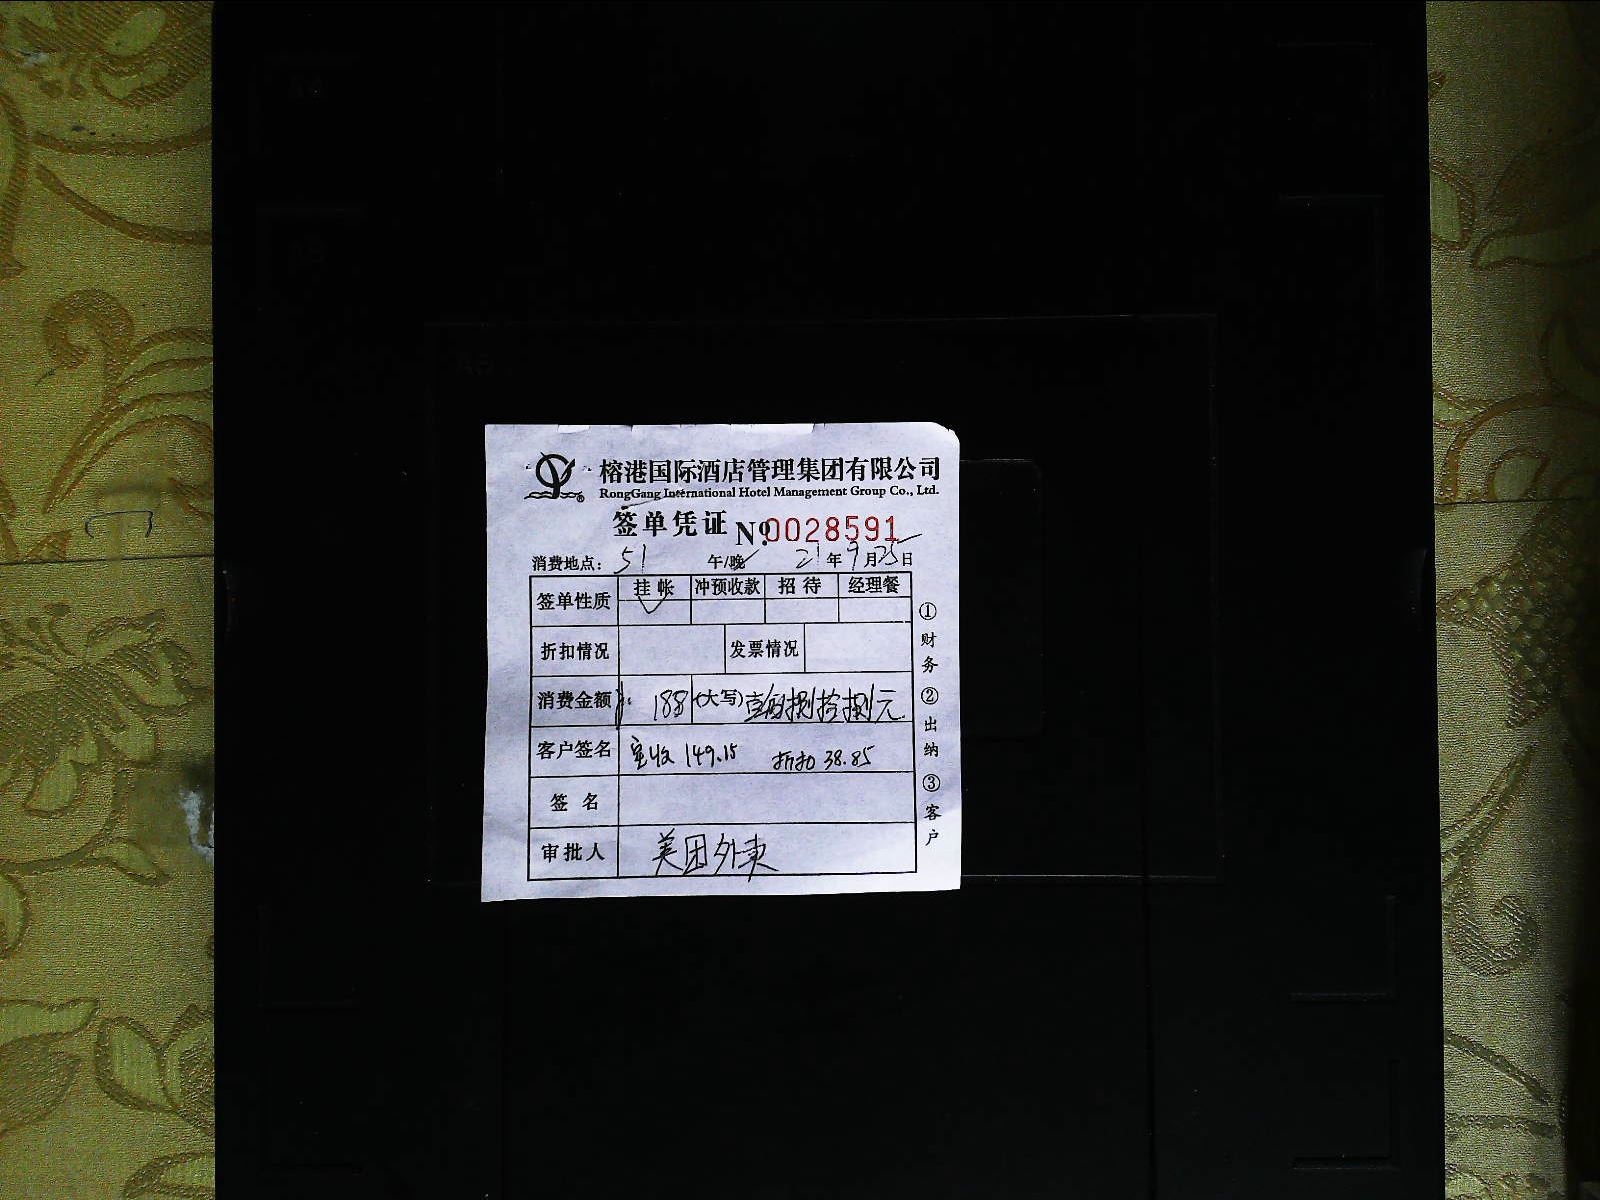 榕港国际酒店管理集团有限公司
RongGang International Hotel Management Group Co., Ltd.
签单凭证 №0028591
消费地点: 51 午/晚 21年9月25日
签单性质 挂帐 冲预收款 招待 经理餐
折扣情况 发票情况
消费金额 ¥: 188 (大写) 壹佰捌拾捌元
客户签名 实收 149.15 折扣 38.85
签名
审批人 美团外卖
①财务 ②出纳 ③客户